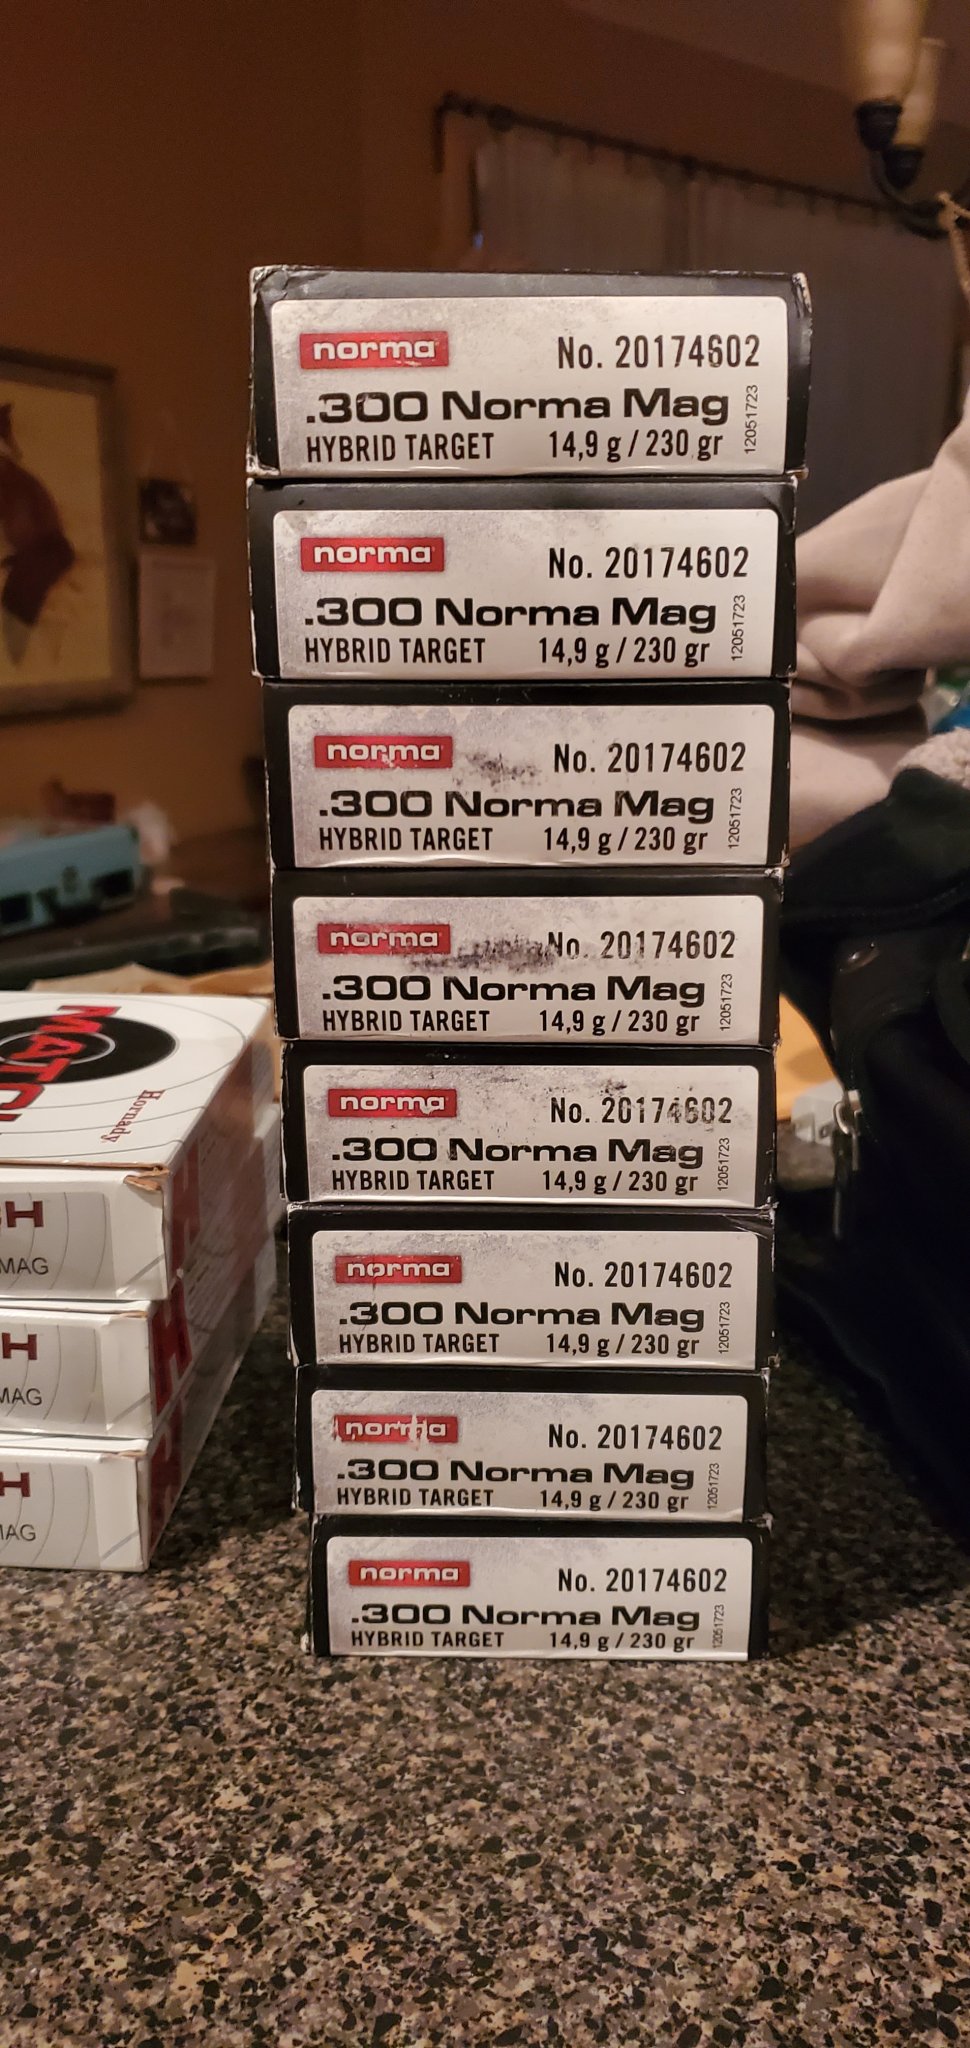 norma
No. 20174602
.300 Norma Mag
HYBRID TARGET 14,9 g / 230 gr
12051723
norma
No. 20174602
.300 Norma Mag
HYBRID TARGET 14,9 g / 230 gr
12051723
norma
No. 20174602
.300 Norma Mag
HYBRID TARGET 14,9 g / 230 gr
12051723
norma
No. 20174602
.300 Norma Mag
HYBRID TARGET 14,9 g / 230 gr
12051723
norma
No. 20174602
.300 Norma Mag
HYBRID TARGET 14,9 g / 230 gr
12051723
norma
No. 20174602
.300 Norma Mag
HYBRID TARGET 14,9 g / 230 gr
12051723
norma
No. 20174602
.300 Norma Mag
HYBRID TARGET 14,9 g / 230 gr
12051723
norma
No. 20174602
.300 Norma Mag
HYBRID TARGET 14,9 g / 230 gr
12051723
Hornady
MAG
MAG